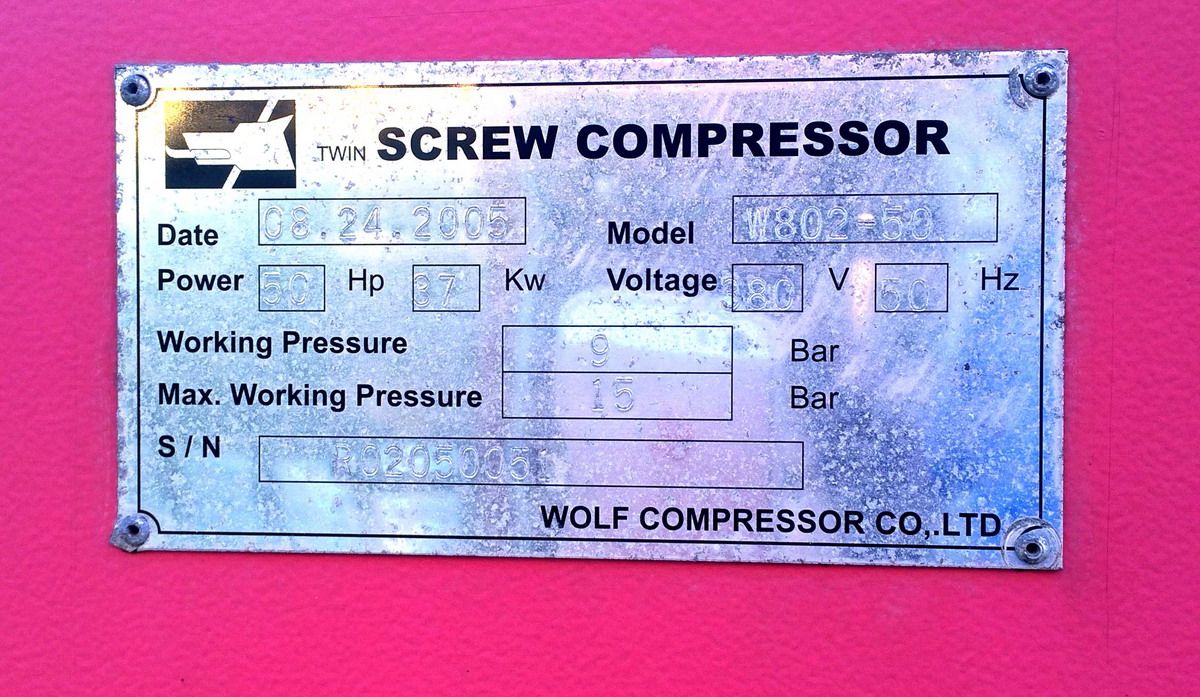 TWIN SCREW COMPRESSOR
Date 08.24.2005 Model W802-50
Power 50 Hp 37 Kw Voltage 380 V 50 Hz
Working Pressure 9 Bar
Max. Working Pressure 15 Bar
S / N R0205005
WOLF COMPRESSOR CO,.LTD